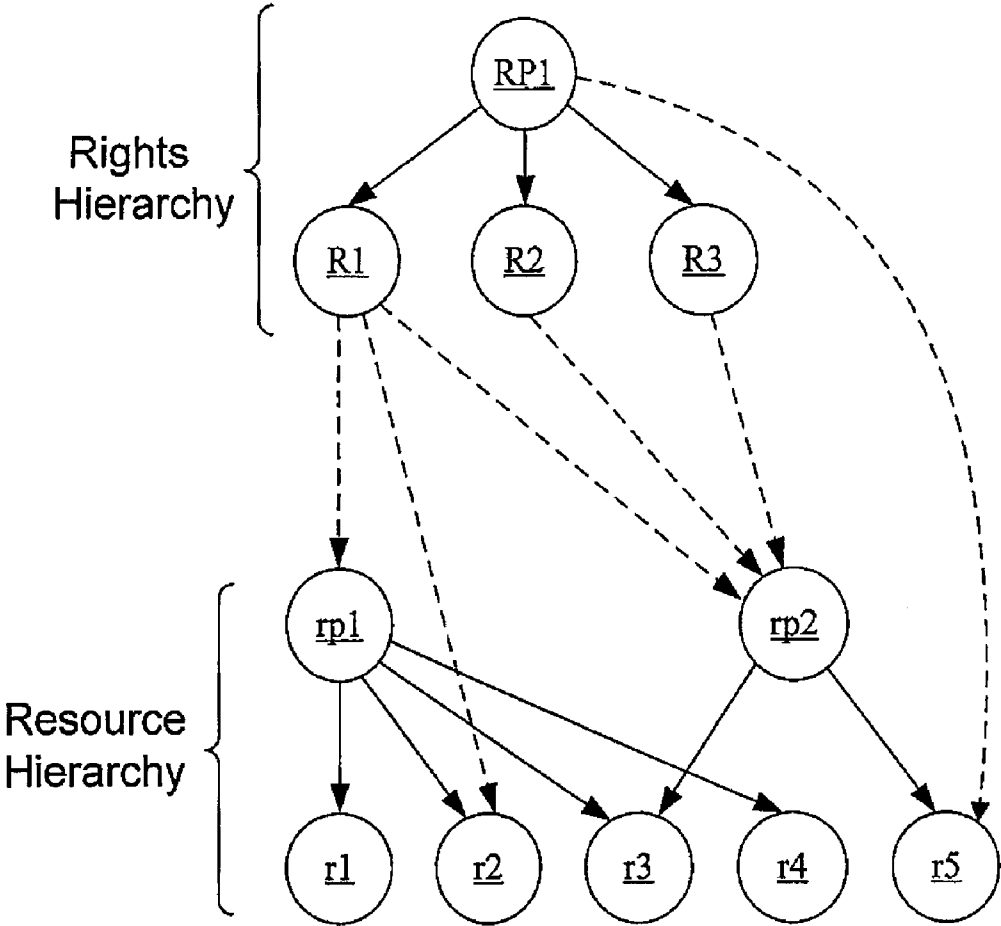 RP1
Rights
Hierarchy
R1 R2 R3
rp1 rp2
Resource
Hierarchy
r1 r2 r3 r4 r5